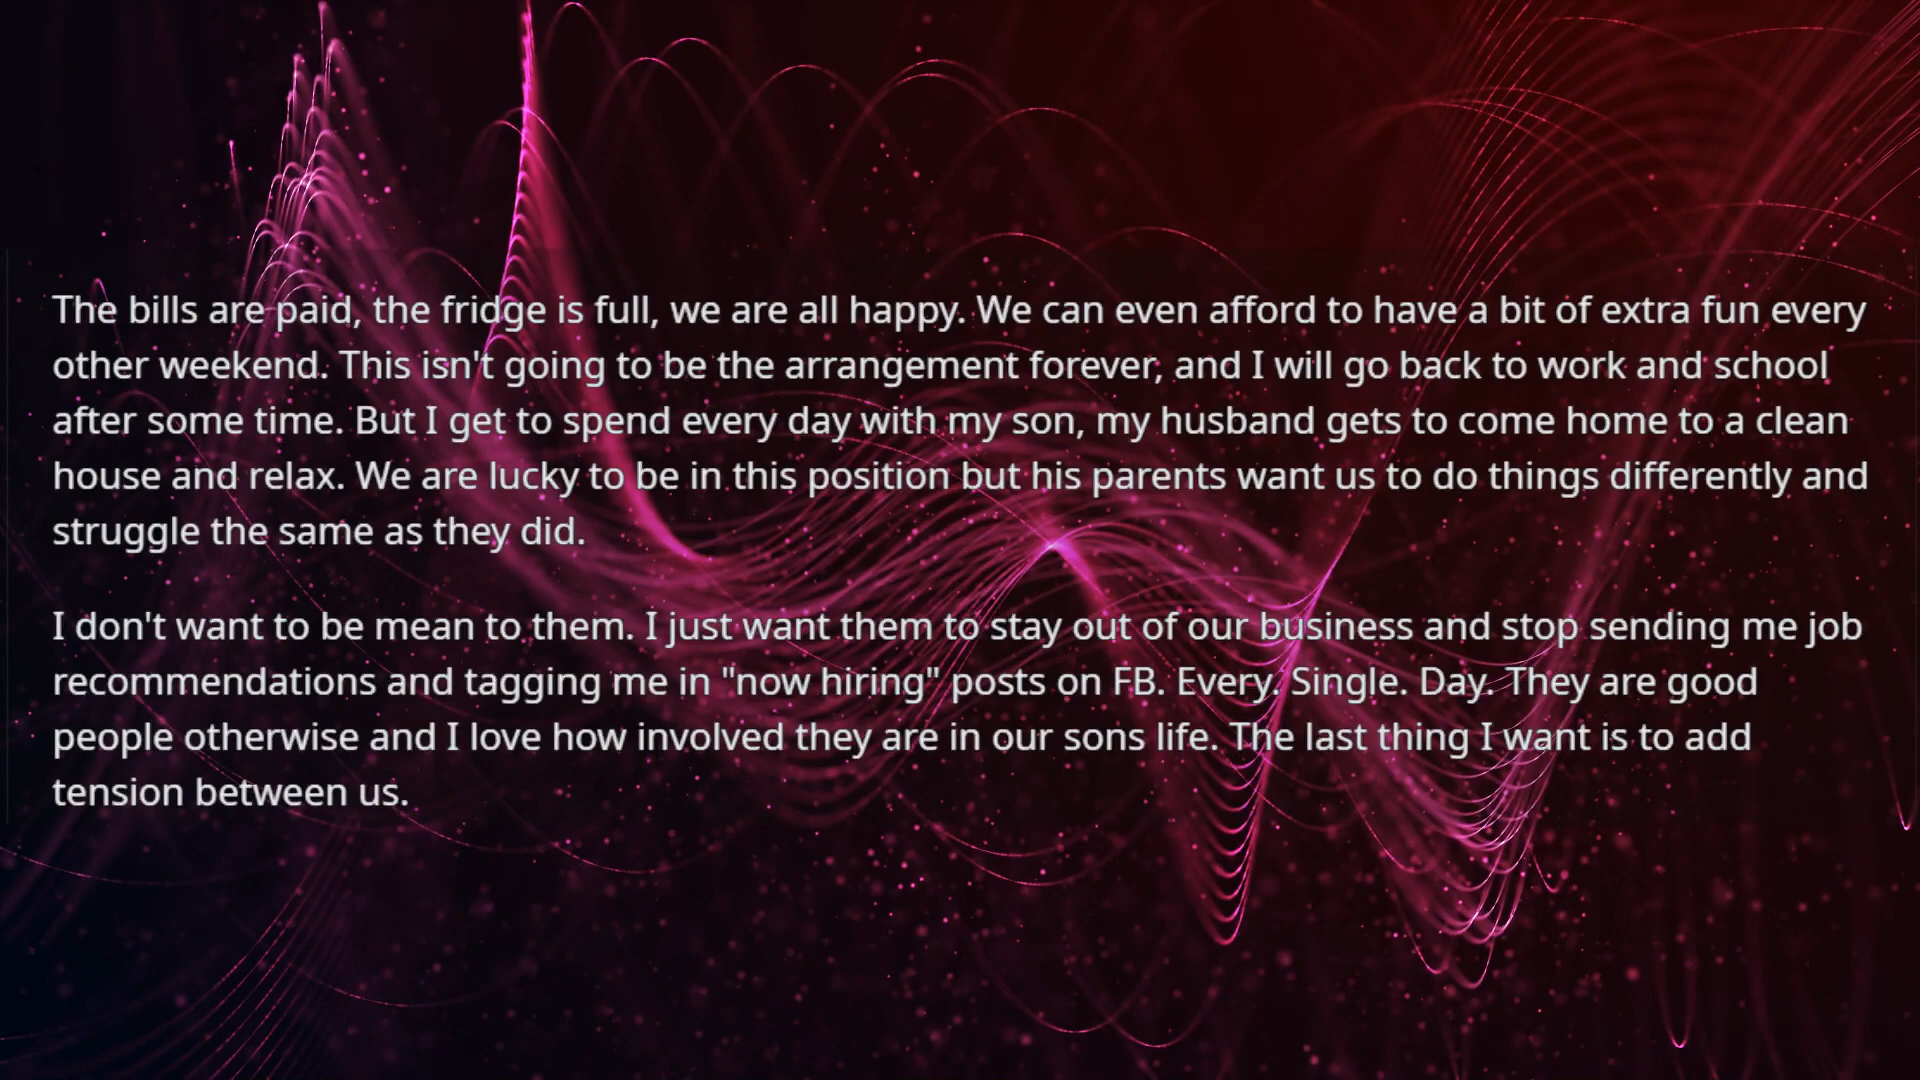 The bills are paid, the fridge is full, we are all happy. We can even afford to have a bit of extra fun every
other weekend. This isn't going to be the arrangement forever, and I will go back to work and school
after some time. But I get to spend every day with my son, my husband gets to come home to a clean
house and relax. We are lucky to be in this position but his parents want us to do things differently and
struggle the same as they did.
I don't want to be mean to them. I just want them to stay out of our business and stop sending me job
recommendations and tagging me in "now hiring" posts on FB. Every. Single. Day. They are good
people otherwise and I love how involved they are in our sons life. The last thing I want is to add
tension between us.